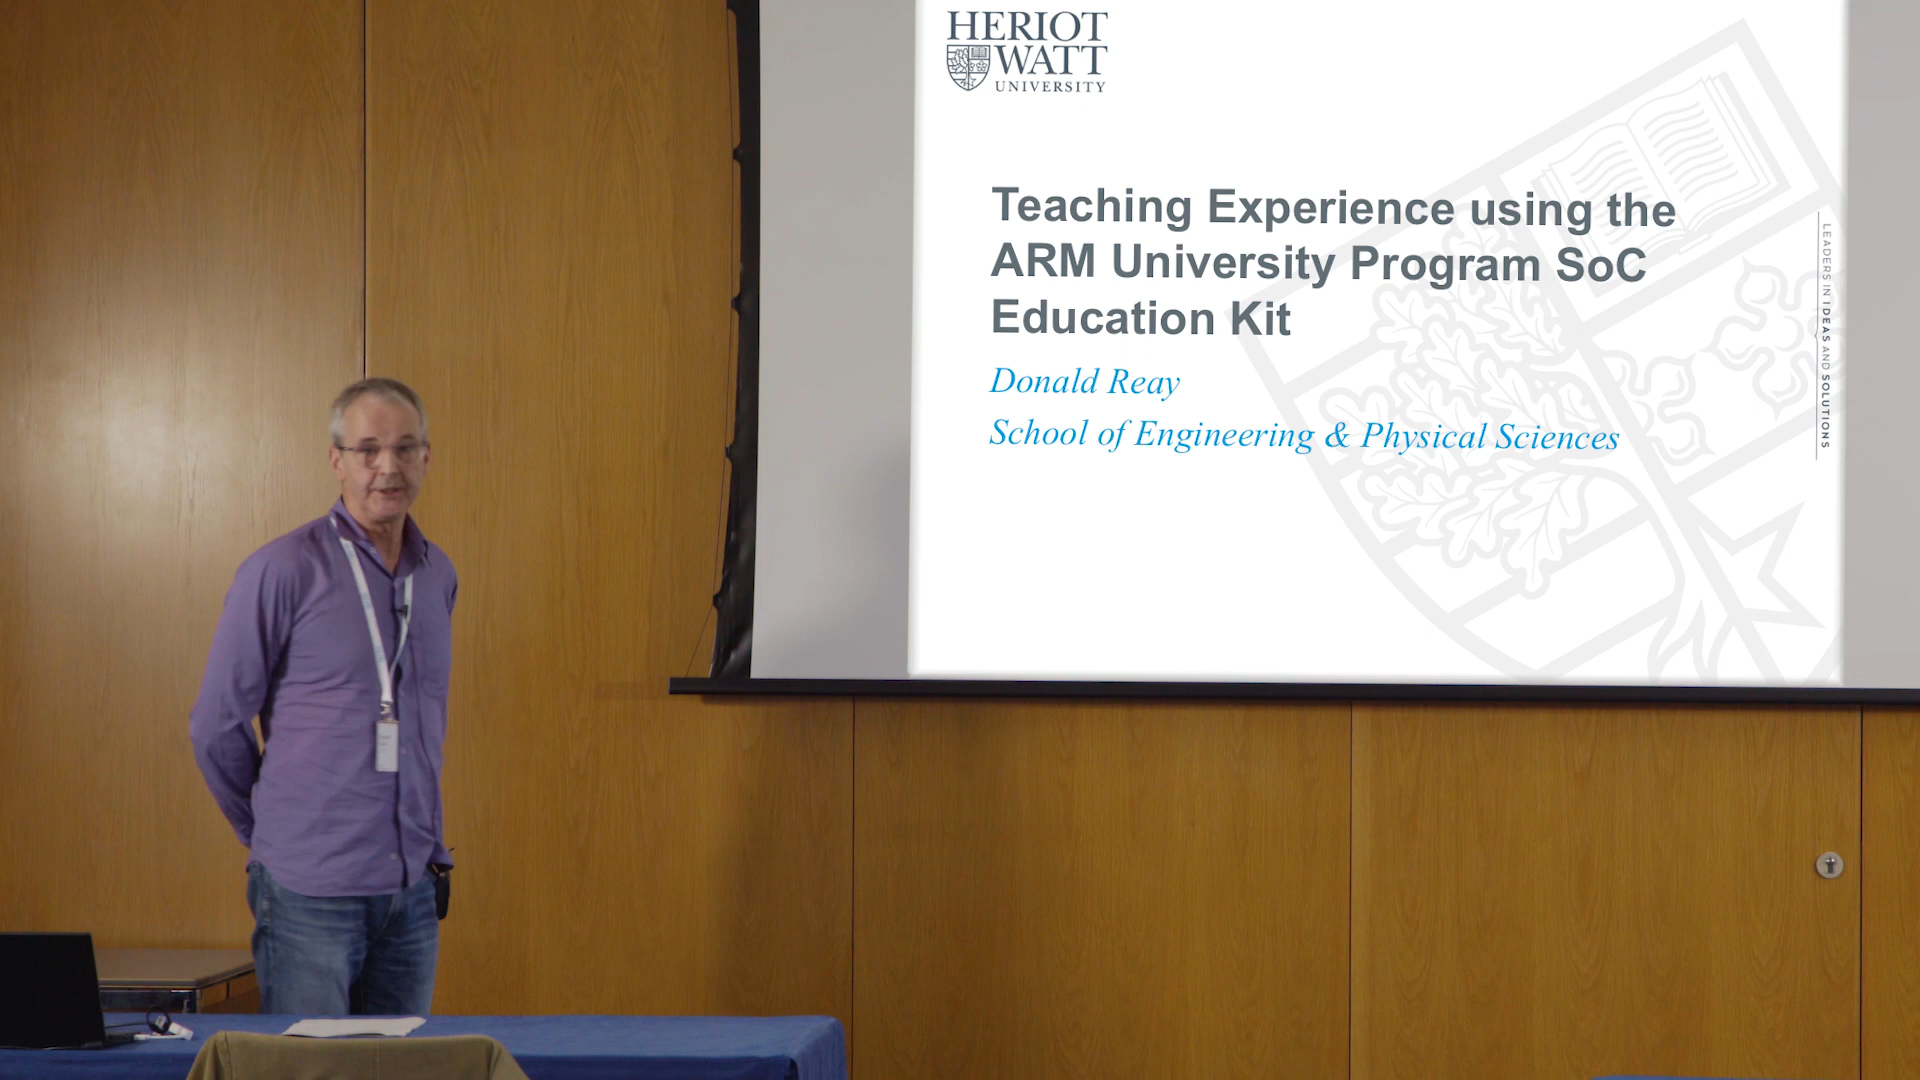 HERIOT
WATT
UNIVERSITY
Teaching Experience using the
ARM University Program SoC
Education Kit
Donald Reay
School of Engineering & Physical Sciences
LEADERS IN IDEAS AND SOLUTIONS